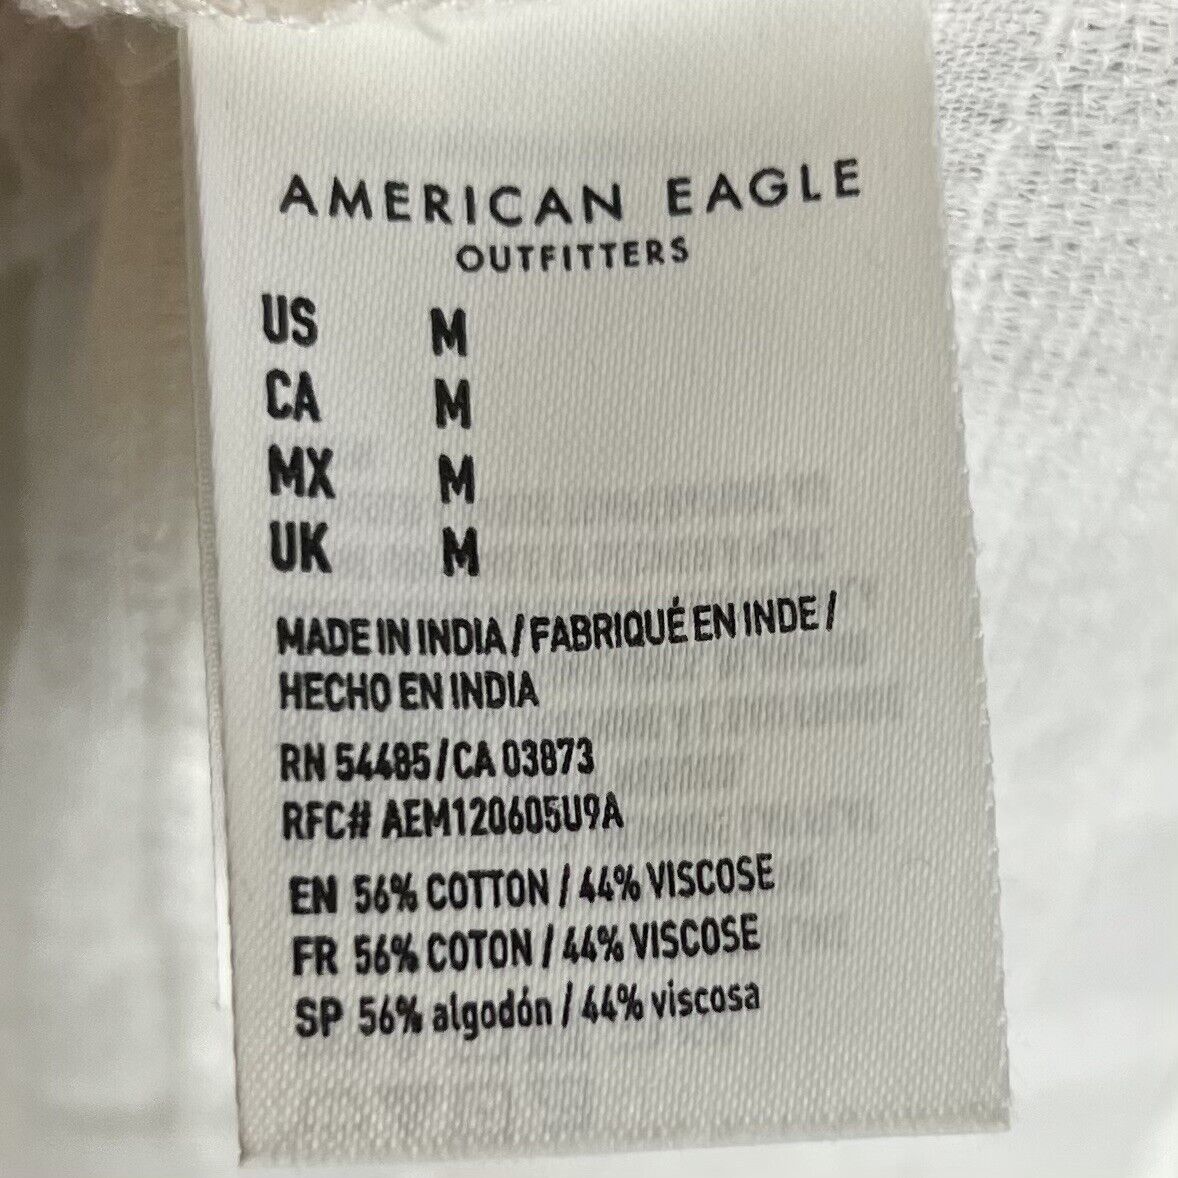 AMERICAN EAGLE
OUTFITTERS
US M
CA M
MX M
UK M
MADE IN INDIA / FABRIQUÉ EN INDE /
HECHO EN INDIA
RN 54485 / CA 03873
RFC# AEM120605U9A
EN 56% COTTON / 44% VISCOSE
FR 56% COTON / 44% VISCOSE
SP 56% algodón / 44% viscosa